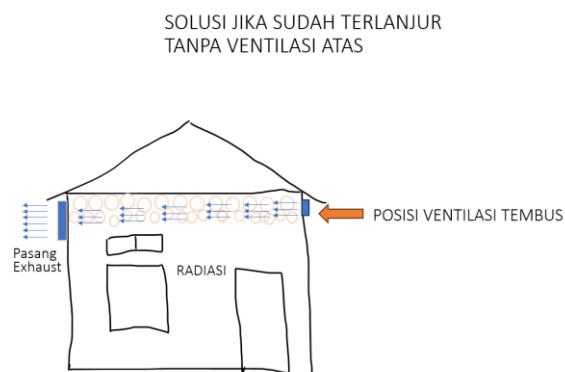 SOLUSI JIKA SUDAH TERLANJUR
TANPA VENTILASI ATAS
POSISI VENTILASI TEMBUS
Pasang
Exhaust
RADIASI